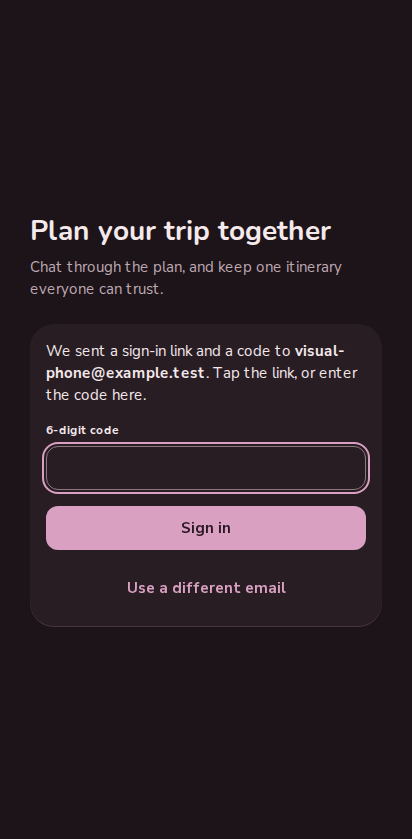 Plan your trip together
Chat through the plan, and keep one itinerary
everyone can trust.
We sent a sign-in link and a code to visual-
phone@example.test. Tap the link, or enter
the code here.
6-digit code
Sign in
Use a different email